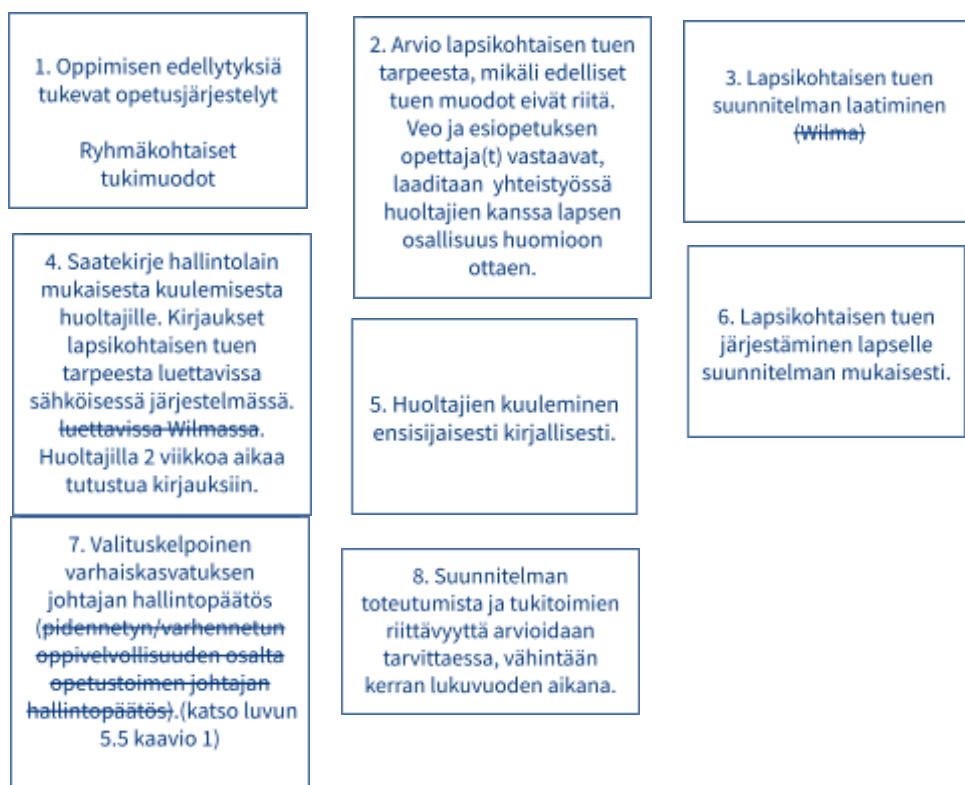 1. Oppimisen edellytyksiä
tukevat opetusjärjestelyt
Ryhmäkohtaiset
tukimuodot
2. Arvio lapsikohtaisen tuen
tarpeesta, mikäli edelliset
tuen muodot eivät riitä.
Veo ja esiopetuksen
opettaja(t) vastaavat,
laaditaan yhteistyössä
huoltajien kanssa lapsen
osallisuus huomioon
ottaen.
3. Lapsikohtaisen tuen
suunnitelman laatiminen
(Wilma)
4. Saatekirje hallintolain
mukaisesta kuulemisesta
huoltajille. Kirjaukset
lapsikohtaisen tuen
tarpeesta luettavissa
sähköisessä järjestelmässä.
luettavissa Wilmassa.
Huoltajilla 2 viikkoa aikaa
tutustua kirjauksiin.
5. Huoltajien kuuleminen
ensisijaisesti kirjallisesti.
6. Lapsikohtaisen tuen
järjestäminen lapselle
suunnitelman mukaisesti.
7. Valituskelpoinen
varhaiskasvatuksen
johtajan hallintopäätös
(pidennetyn/varhennetun
oppivelvollisuuden osalta
opetustoimen johtajan
hallintopäätös).(katso luvun
5.5 kaavio 1)
8. Suunnitelman
toteutumista ja tukitoimien
riittävyyttä arvioidaan
tarvittaessa, vähintään
kerran lukuvuoden aikana.